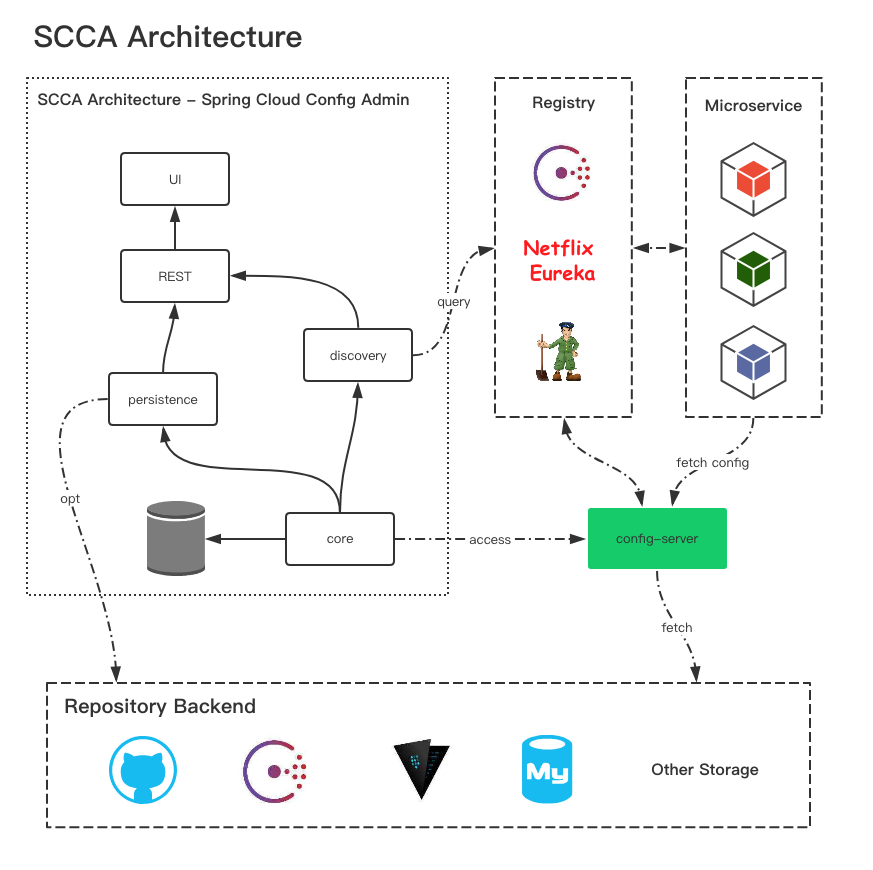 SCCA Architecture
SCCA Architecture – Spring Cloud Config Admin
UI
REST
discovery
persistence
core
opt
query
access
Registry
Netflix
Eureka
Microservice
fetch config
config–server
fetch
Repository Backend
My
Other Storage